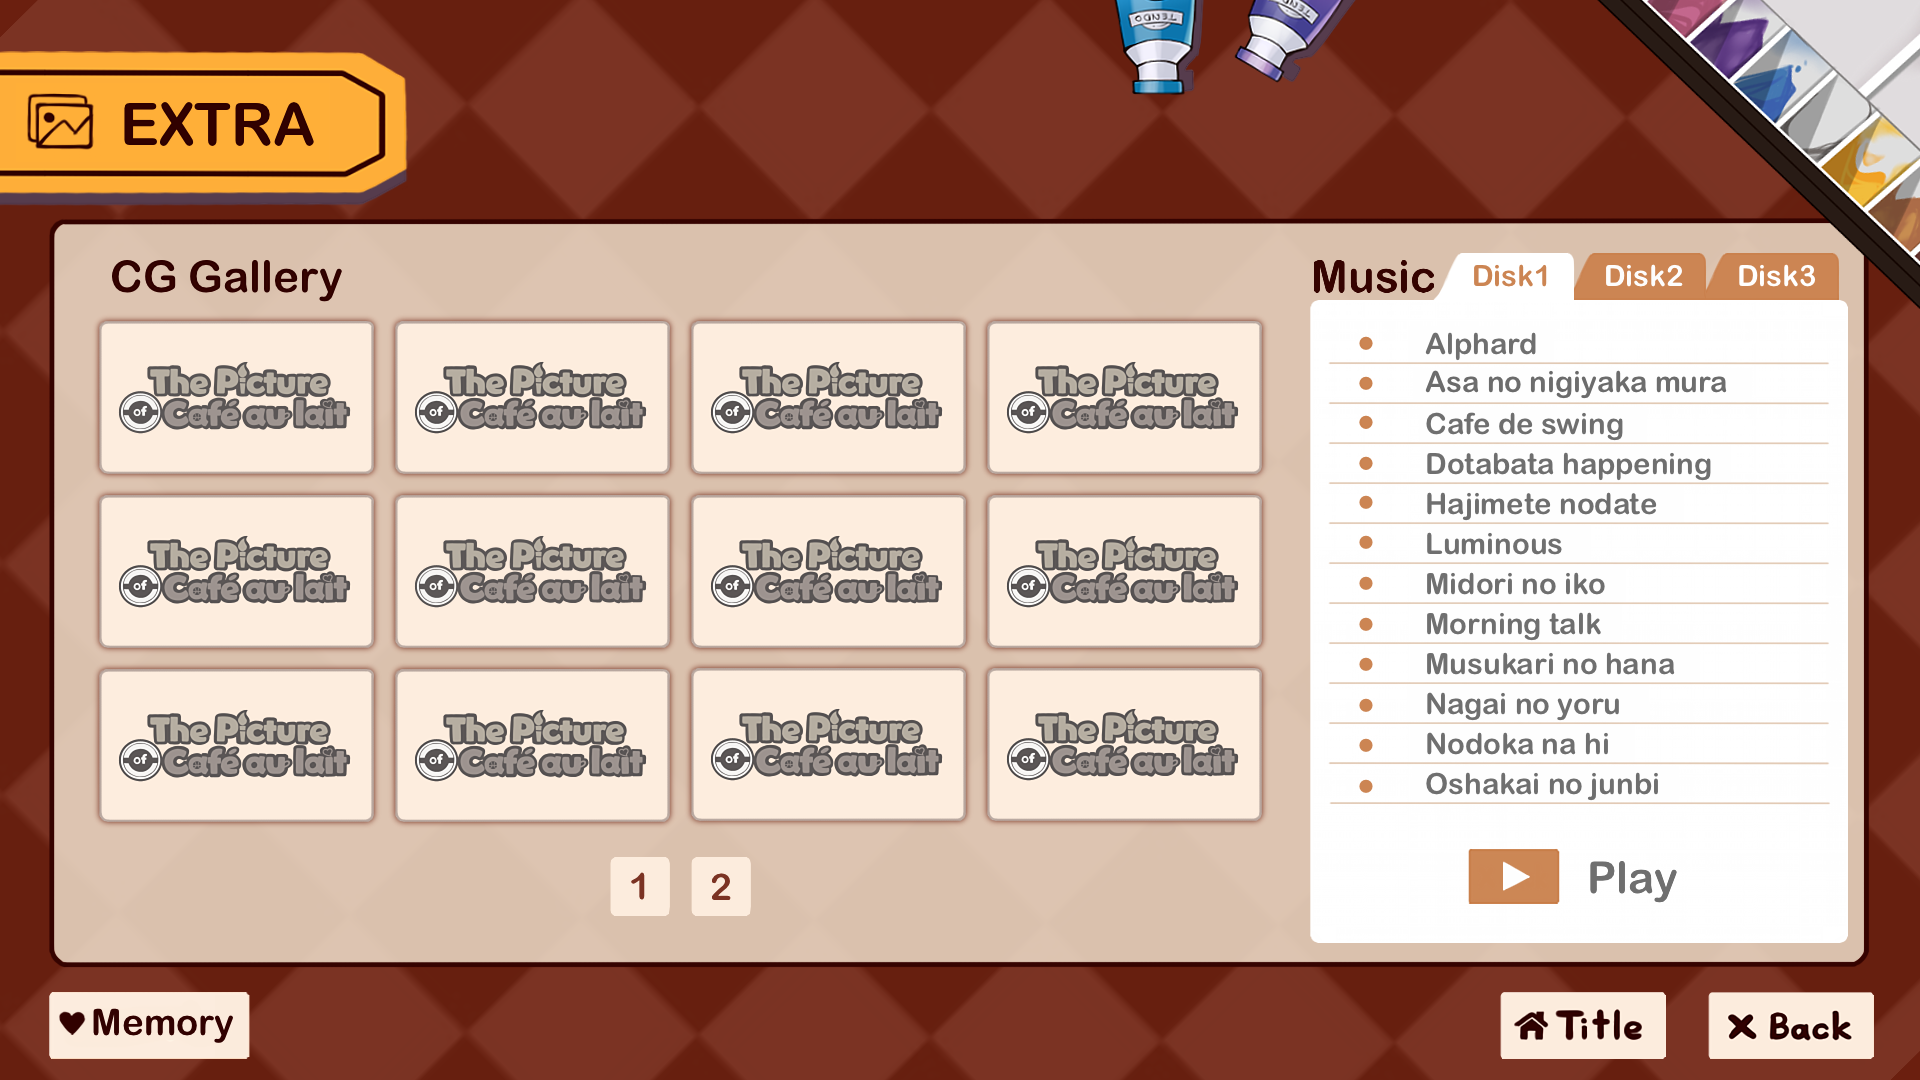 TENDO
TENDO
EXTRA
CG Gallery
The Picture
of Café au lait
The Picture
of Café au lait
The Picture
of Café au lait
The Picture
of Café au lait
The Picture
of Café au lait
The Picture
of Café au lait
The Picture
of Café au lait
The Picture
of Café au lait
The Picture
of Café au lait
The Picture
of Café au lait
The Picture
of Café au lait
The Picture
of Café au lait
1 2
Music Disk1 Disk2 Disk3
Alphard
Asa no nigiyaka mura
Cafe de swing
Dotabata happening
Hajimete nodate
Luminous
Midori no iko
Morning talk
Musukari no hana
Nagai no yoru
Nodoka na hi
Oshakai no junbi
Play
Memory
Title
Back